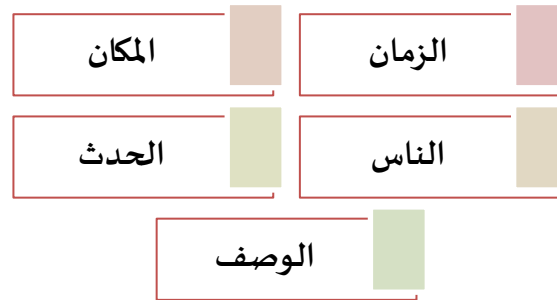 الزمان
المكان
الناس
الحدث
الوصف